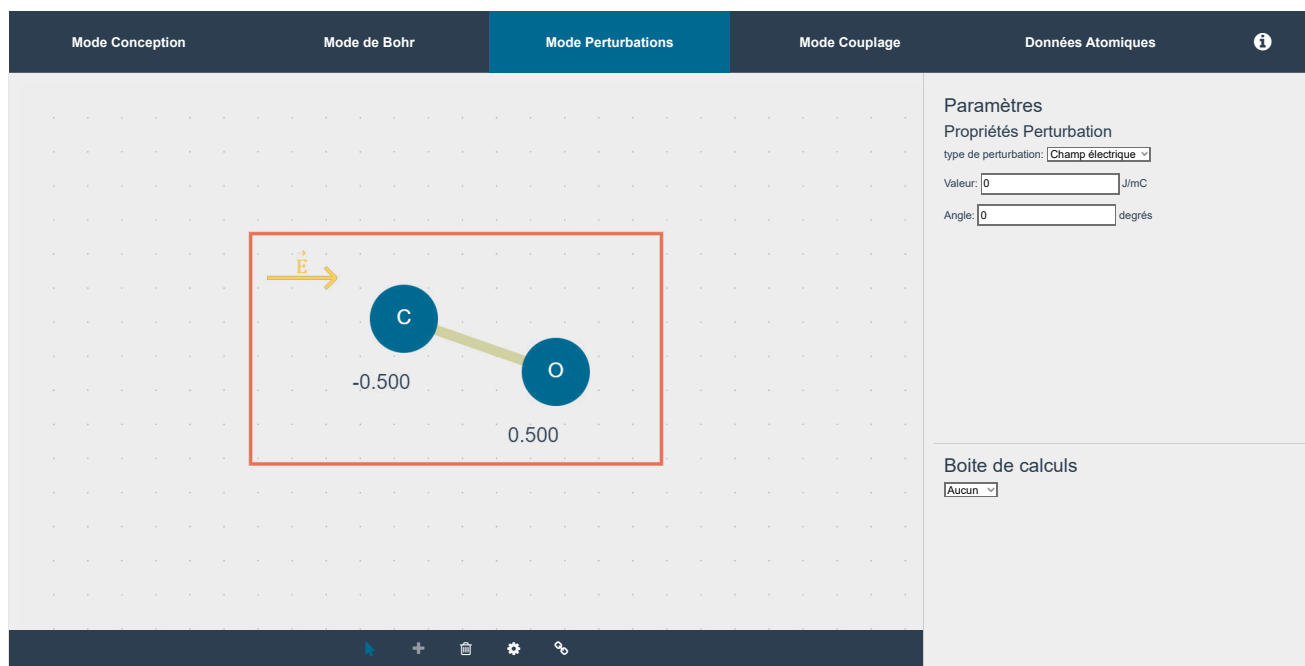 Mode Conception Mode de Bohr Mode Perturbations Mode Couplage Données Atomiques i
Paramètres
Propriétés Perturbation
type de perturbation: Champ électrique
Valeur: 0 J/mC
Angle: 0 degrés
E
C
O
-0.500
0.500
Boite de calculs
Aucun